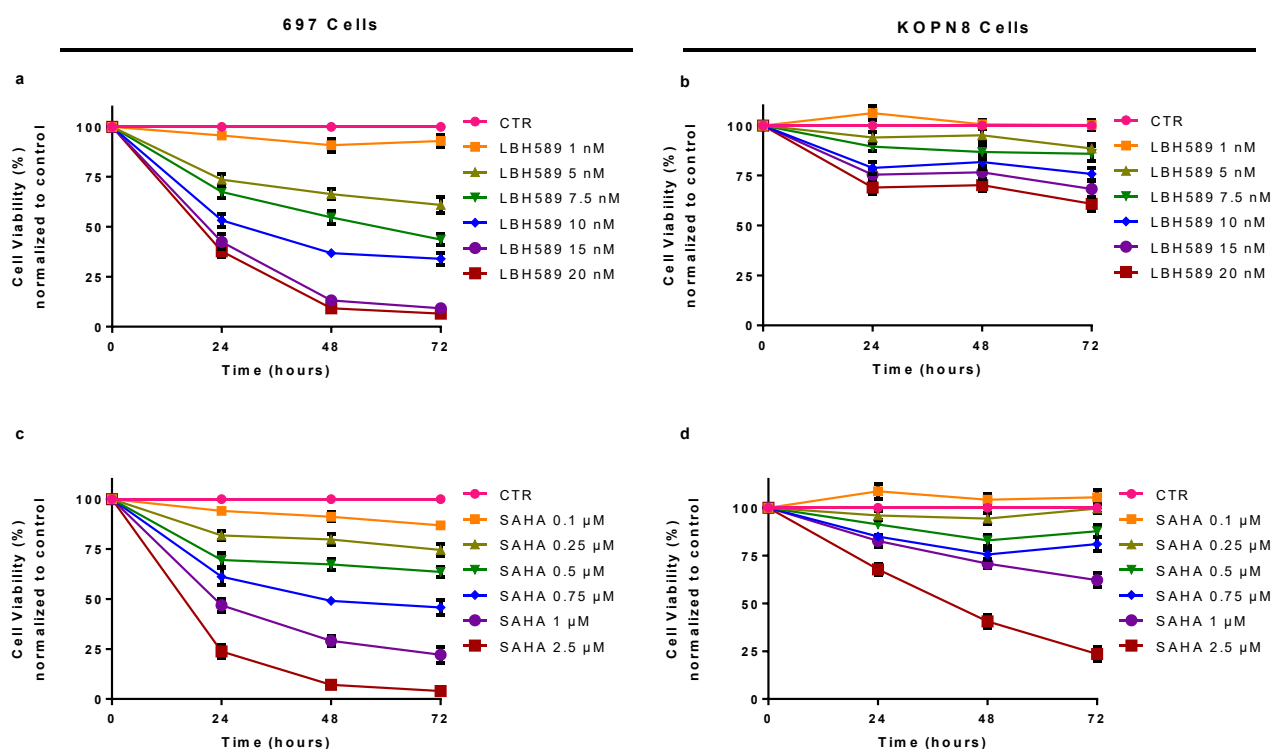 697 Cells
KOPN8 Cells
a
Cell Viability (%)
normalized to control
100
75
50
25
0
0
24
48
72
Time (hours)
CTR
LBH589 1 nM
LBH589 5 nM
LBH589 7.5 nM
LBH589 10 nM
LBH589 15 nM
LBH589 20 nM
b
Cell Viability (%)
normalized to control
100
75
50
25
0
0
24
48
72
Time (hours)
CTR
LBH589 1 nM
LBH589 5 nM
LBH589 7.5 nM
LBH589 10 nM
LBH589 15 nM
LBH589 20 nM
c
Cell Viability (%)
normalized to control
100
75
50
25
0
0
24
48
72
Time (hours)
CTR
SAHA 0.1 µM
SAHA 0.25 µM
SAHA 0.5 µM
SAHA 0.75 µM
SAHA 1 µM
SAHA 2.5 µM
d
Cell Viability (%)
normalized to control
100
75
50
25
0
0
24
48
72
Time (hours)
CTR
SAHA 0.1 µM
SAHA 0.25 µM
SAHA 0.5 µM
SAHA 0.75 µM
SAHA 1 µM
SAHA 2.5 µM